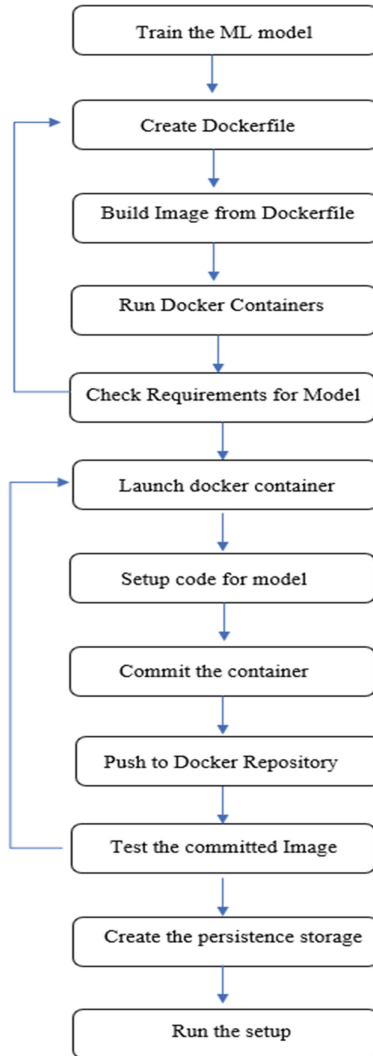 Train the ML model
Create Dockerfile
Build Image from Dockerfile
Run Docker Containers
Check Requirements for Model
Launch docker container
Setup code for model
Commit the container
Push to Docker Repository
Test the committed Image
Create the persistence storage
Run the setup